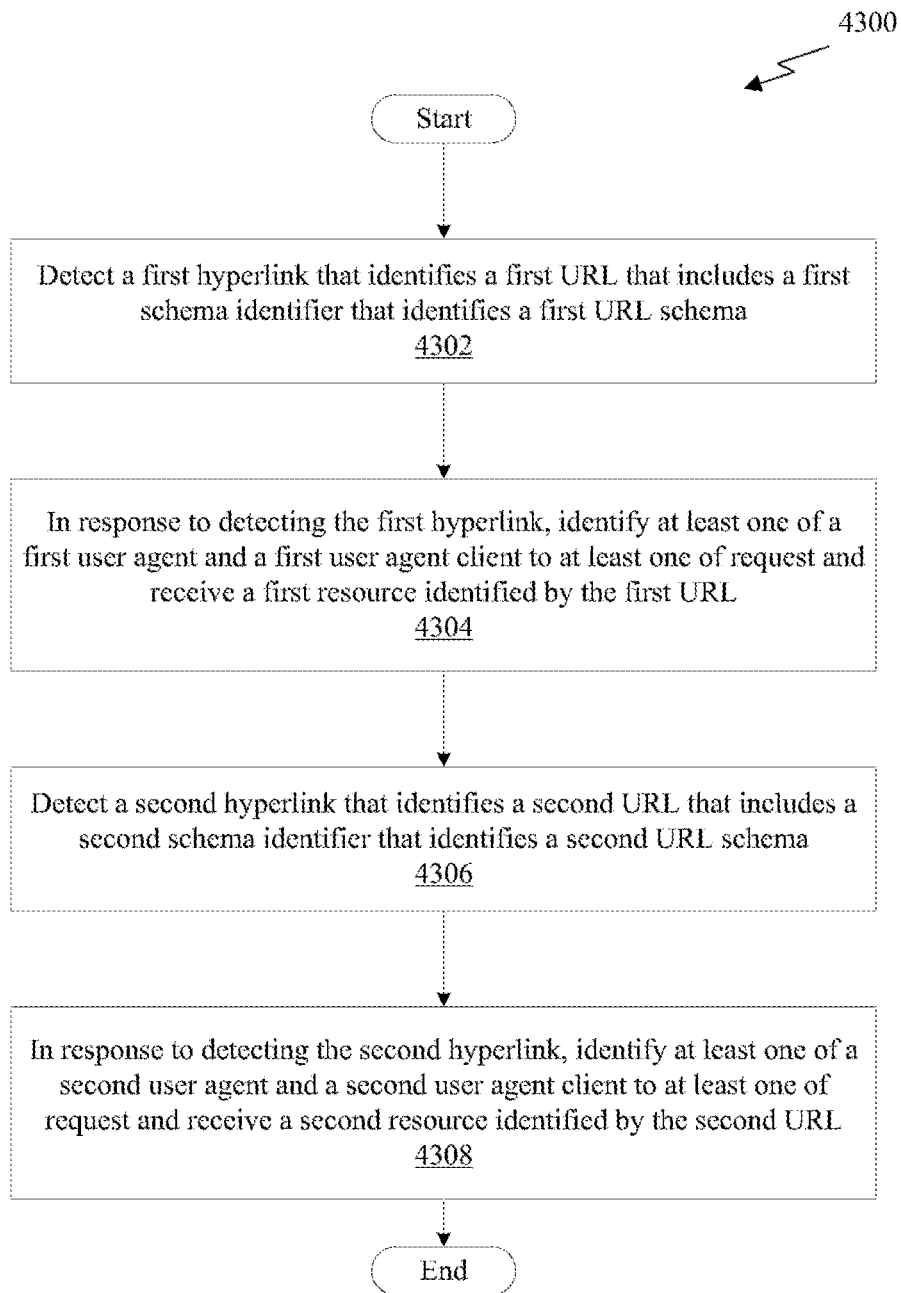 4300
Start
Detect a first hyperlink that identifies a first URL that includes a first
schema identifier that identifies a first URL schema
4302
In response to detecting the first hyperlink, identify at least one of a
first user agent and a first user agent client to at least one of request and
receive a first resource identified by the first URL
4304
Detect a second hyperlink that identifies a second URL that includes a
second schema identifier that identifies a second URL schema
4306
In response to detecting the second hyperlink, identify at least one of a
second user agent and a second user agent client to at least one of
request and receive a second resource identified by the second URL
4308
End